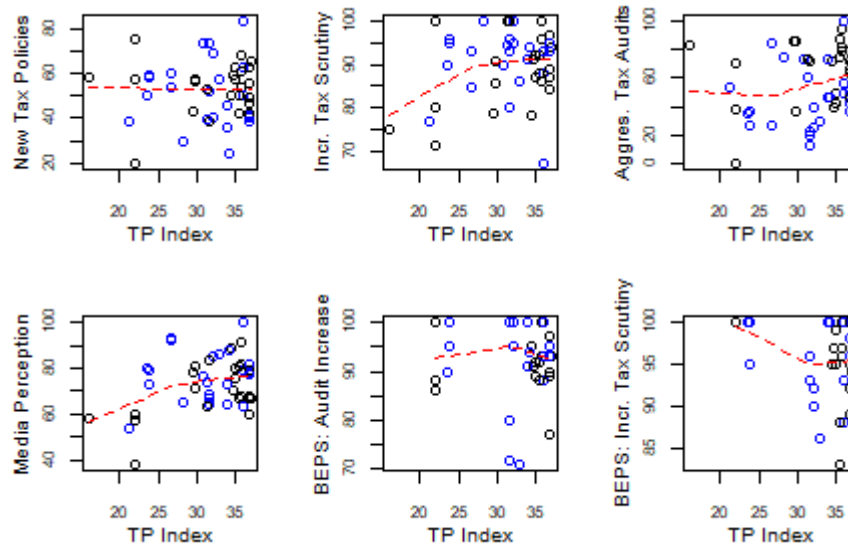 New Tax Policies
80
60
40
20
20 25 30 35
TP Index
Incr. Tax Scrutiny
100
90
80
70
20 25 30 35
TP Index
Aggres. Tax Audits
100
60
20
0
20 25 30 35
TP Index
Media Perception
100
80
60
40
20 25 30 35
TP Index
BEPS: Audit Increase
100
90
80
70
20 25 30 35
TP Index
BEPS: Incr. Tax Scrutiny
100
95
90
85
20 25 30 35
TP Index